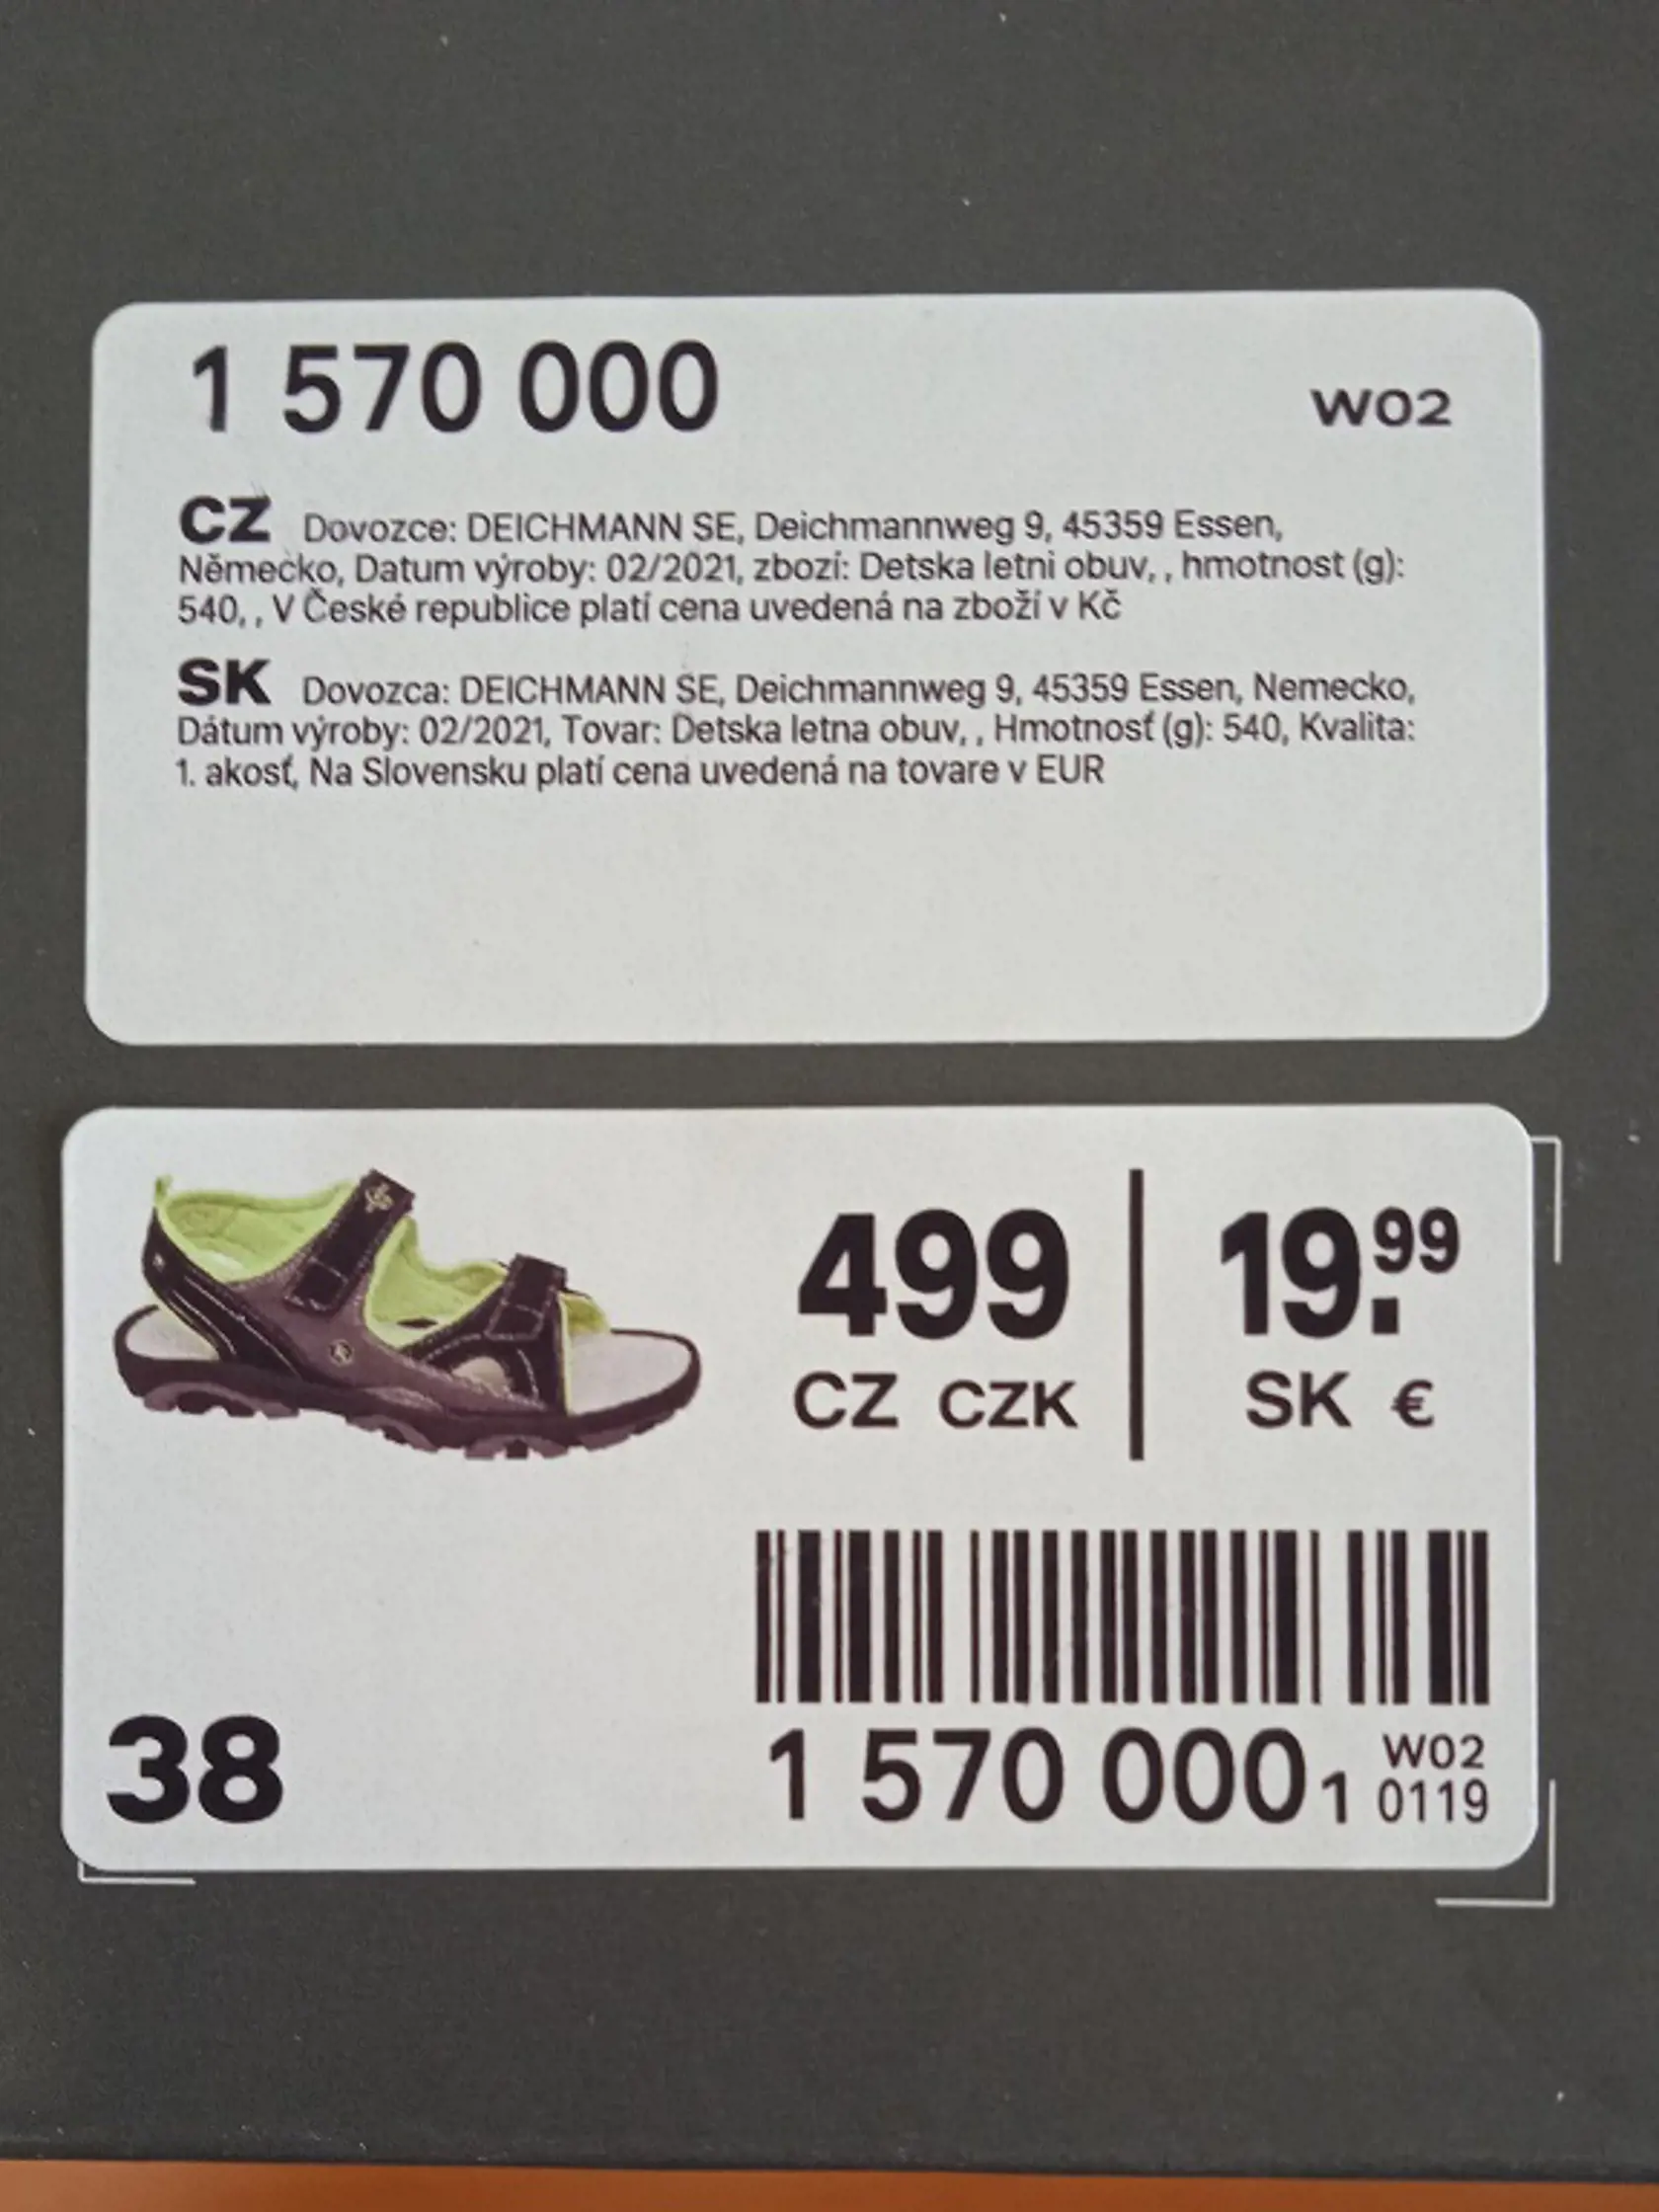 1 570 000
W02
CZ Dovozce: DEICHMANN SE, Deichmannweg 9, 45359 Essen,
Německo, Datum výroby: 02/2021, zbozí: Detska letni obuv, , hmotnost (g):
540, , V České republice platí cena uvedená na zboží v Kč
SK Dovozca: DEICHMANN SE, Deichmannweg 9, 45359 Essen, Nemecko,
Dátum výroby: 02/2021, Tovar: Detska letna obuv, , Hmotnosť (g): 540, Kvalita:
1. akosť, Na Slovensku platí cena uvedená na tovare v EUR
499
CZ CZK
19.99
SK €
38
1 570 000 1
W02
0119